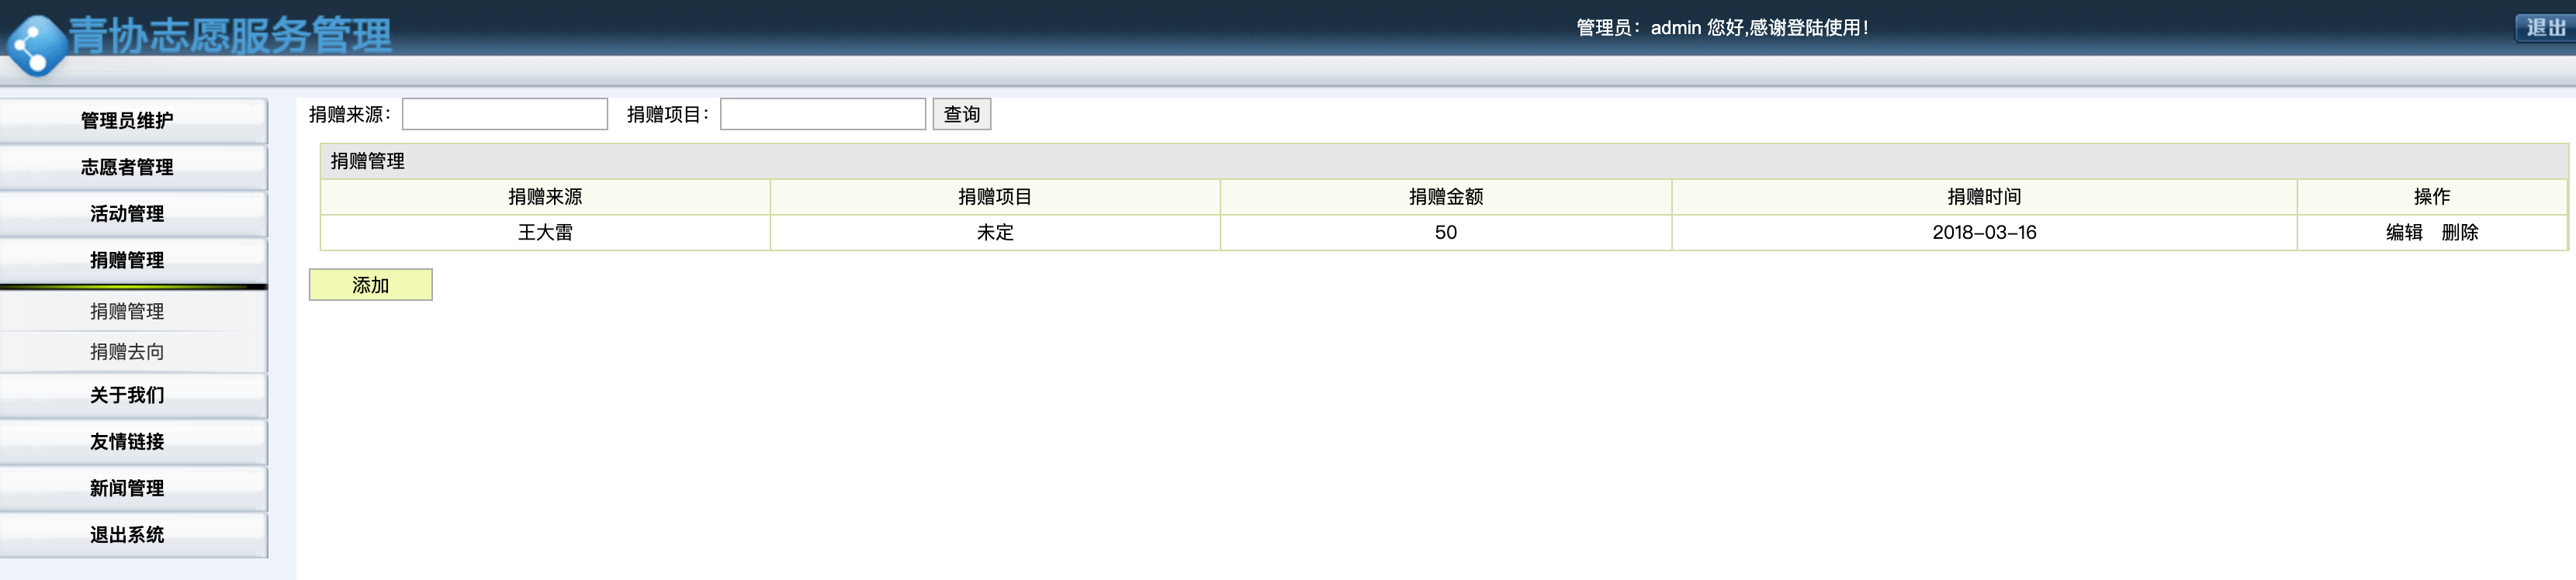 青协志愿服务管理
管理员：admin 您好,感谢登陆使用！
退出
管理员维护
志愿者管理
活动管理
捐赠管理
捐赠管理
捐赠去向
关于我们
友情链接
新闻管理
退出系统
捐赠来源： 捐赠项目： 查询
捐赠管理
捐赠来源 捐赠项目 捐赠金额 捐赠时间 操作
王大雷 未定 50 2018-03-16 编辑 删除
添加